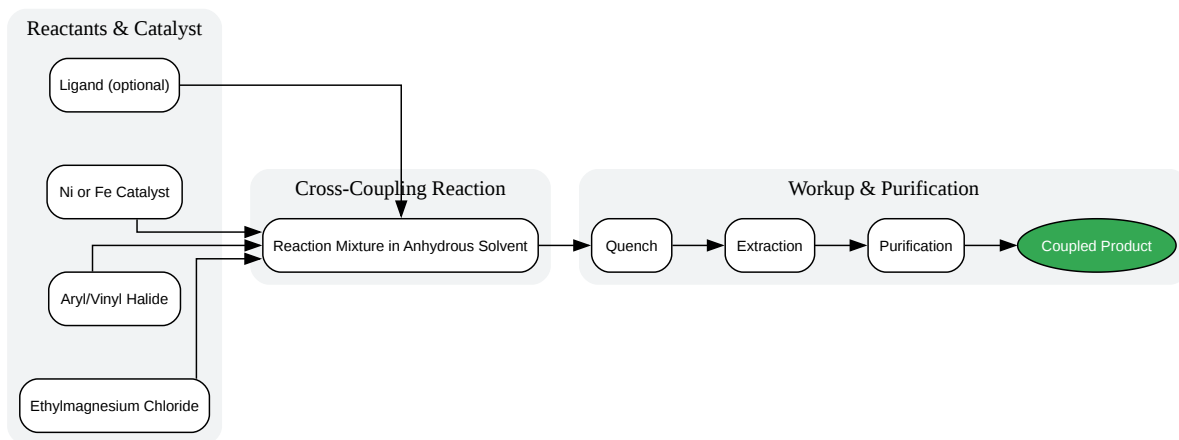 Reactants & Catalyst
Ligand (optional)
Ni or Fe Catalyst
Aryl/Vinyl Halide
Ethylmagnesium Chloride
Cross-Coupling Reaction
Reaction Mixture in Anhydrous Solvent
Workup & Purification
Quench
Extraction
Purification
Coupled Product